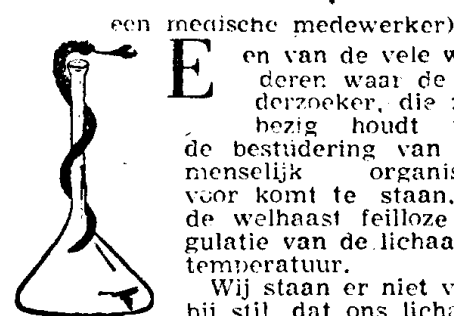 een medische medewerker)
Een van de vele w
deren waar de
derzoeker, die
bezig houdt
de bestudering van
menselijk organis
voor komt te staan.
de welhaast feilloze
gulatie van de lichaa
temperatuur.
Wij staan er niet v
bij stil dat ons licha